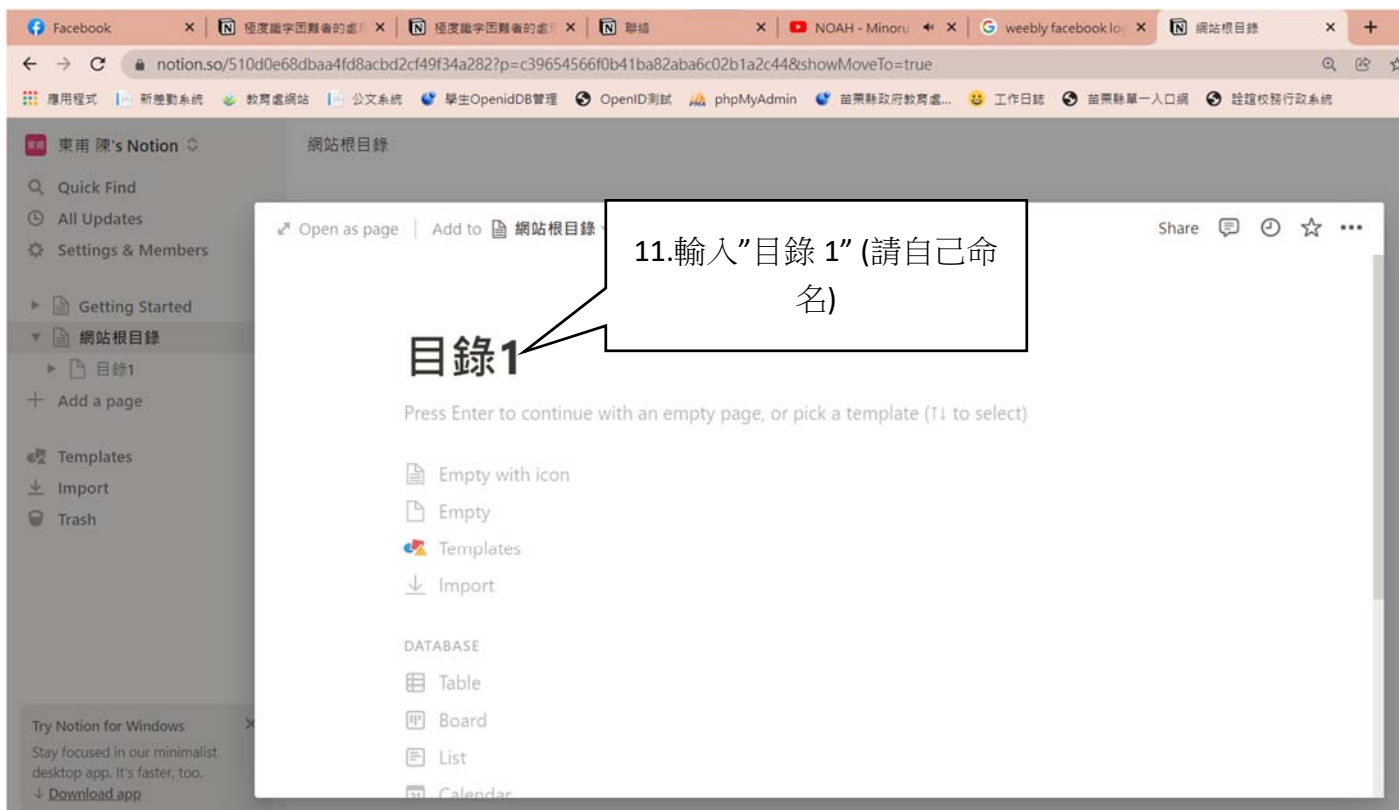 Facebook
極度識字困難者的處
極度識字困難者的處
聯絡
NOAH - Minoru
weebly facebook log
網站根目錄
notion.so/510d0e68dbaa4fd8acbd2cf49f34a282?p=c39654566f0b41ba82aba6c02b1a2c44&showMoveTo=true
應用程式 新差勤系統 教育處網站 公文系統 學生OpenidDB管理 OpenID測試 phpMyAdmin 苗栗縣政府教育處... 工作日誌 苗栗縣單一入口網 詮誼校務行政系統
東甫 陳's Notion
網站根目錄
Quick Find
All Updates
Settings & Members
Getting Started
網站根目錄
目錄1
Add a page
Templates
Import
Trash
Try Notion for Windows
Stay focused in our minimalist
desktop app. It's faster, too.
Download app
Open as page
Add to 網站根目錄
Share
11.輸入”目錄 1” (請自己命
名)
目錄1
Press Enter to continue with an empty page, or pick a template (↑↓ to select)
Empty with icon
Empty
Templates
Import
DATABASE
Table
Board
List
Calendar